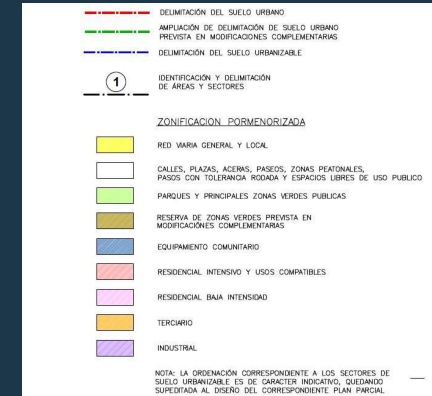 DELIMITACIÓN DEL SUELO URBANO
AMPLIACIÓN DE DELIMITACIÓN DE SUELO URBANO
PREVISTA EN MODIFICACIONES COMPLEMENTARIAS
DELIMITACIÓN DEL SUELO URBANIZABLE
1
IDENTIFICACIÓN Y DELIMITACIÓN
DE ÁREAS Y SECTORES
ZONIFICACION PORMENORIZADA
RED VIARIA GENERAL Y LOCAL
CALLES, PLAZAS, ACERAS, PASEOS, ZONAS PEATONALES,
PASOS CON TOLERANCIA RODADA Y ESPACIOS LIBRES DE USO PUBLICO
PARQUES Y PRINCIPALES ZONAS VERDES PUBLICAS
RESERVA DE ZONAS VERDES PREVISTA EN
MODIFICACIÓNES COMPLEMENTARIAS
EQUIPAMIENTO COMUNITARIO
RESIDENCIAL INTENSIVO Y USOS COMPATIBLES
RESIDENCIAL BAJA INTENSIDAD
TERCIARIO
INDUSTRIAL
NOTA: LA ORDENACIÓN CORRESPONDIENTE A LOS SECTORES DE
SUELO URBANIZABLE ES DE CARACTER INDICATIVO, QUEDANDO
SUPEDITADA AL DISEÑO DEL CORRESPONDIENTE PLAN PARCIAL